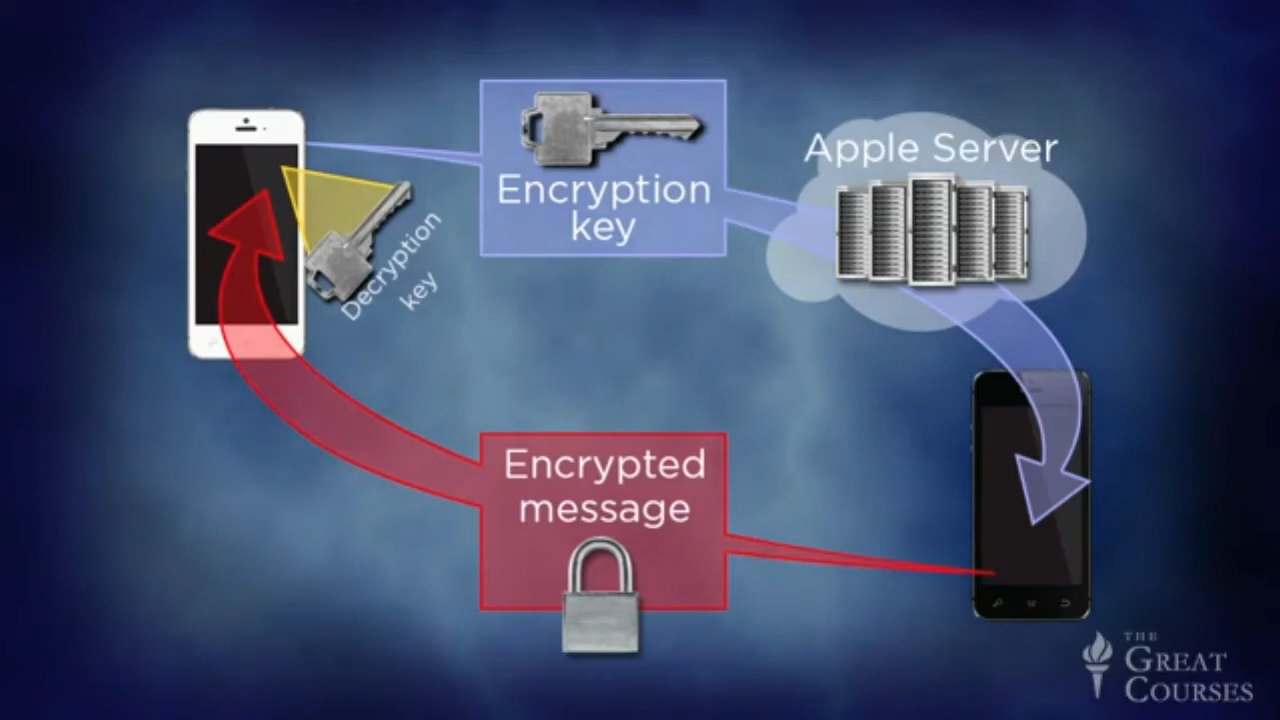 Apple Server
Encryption
key
Decryption
key
Encrypted
message
THE
GREAT
COURSES